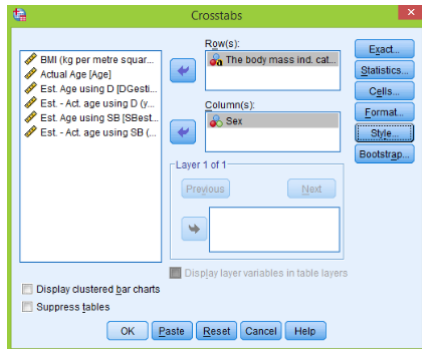 Crosstabs
BMI (kg per metre squar...
Actual Age [Age]
Est. Age using D [DGesti...
Est. - Act. age using D (y...
Est. Age using SB [SBest...
Est. - Act. age using SB (...
Row(s):
The body mass ind. cat...
Column(s):
Sex
Layer 1 of 1
Previous
Next
Display layer variables in table layers
Exact...
Statistics...
Cells...
Format...
Style...
Bootstrap...
Display clustered bar charts
Suppress tables
OK Paste Reset Cancel Help